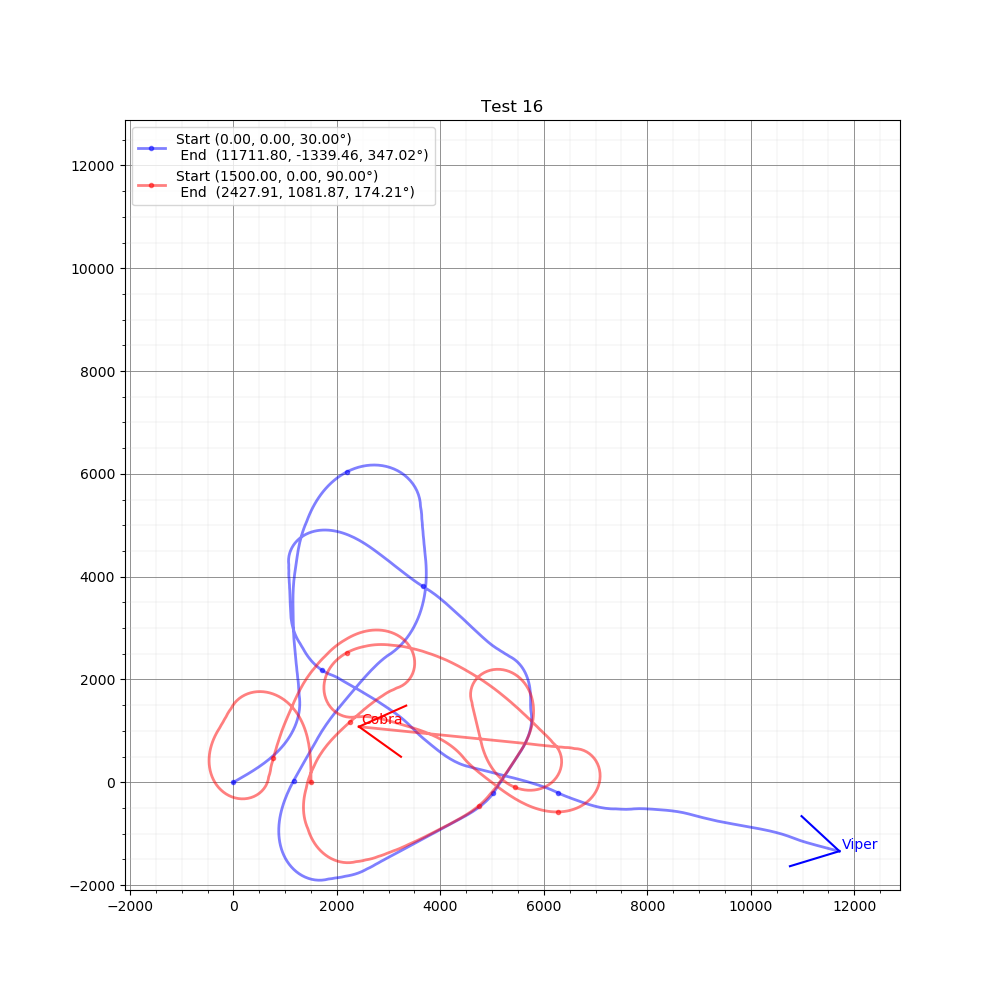 Test 16
Start (0.00, 0.00, 30.00°)
End (11711.80, -1339.46, 347.02°)
Start (1500.00, 0.00, 90.00°)
End (2427.91, 1081.87, 174.21°)
12000
10000
8000
6000
4000
2000
0
−2000
Cobra
Viper
−2000 0 2000 4000 6000 8000 10000 12000